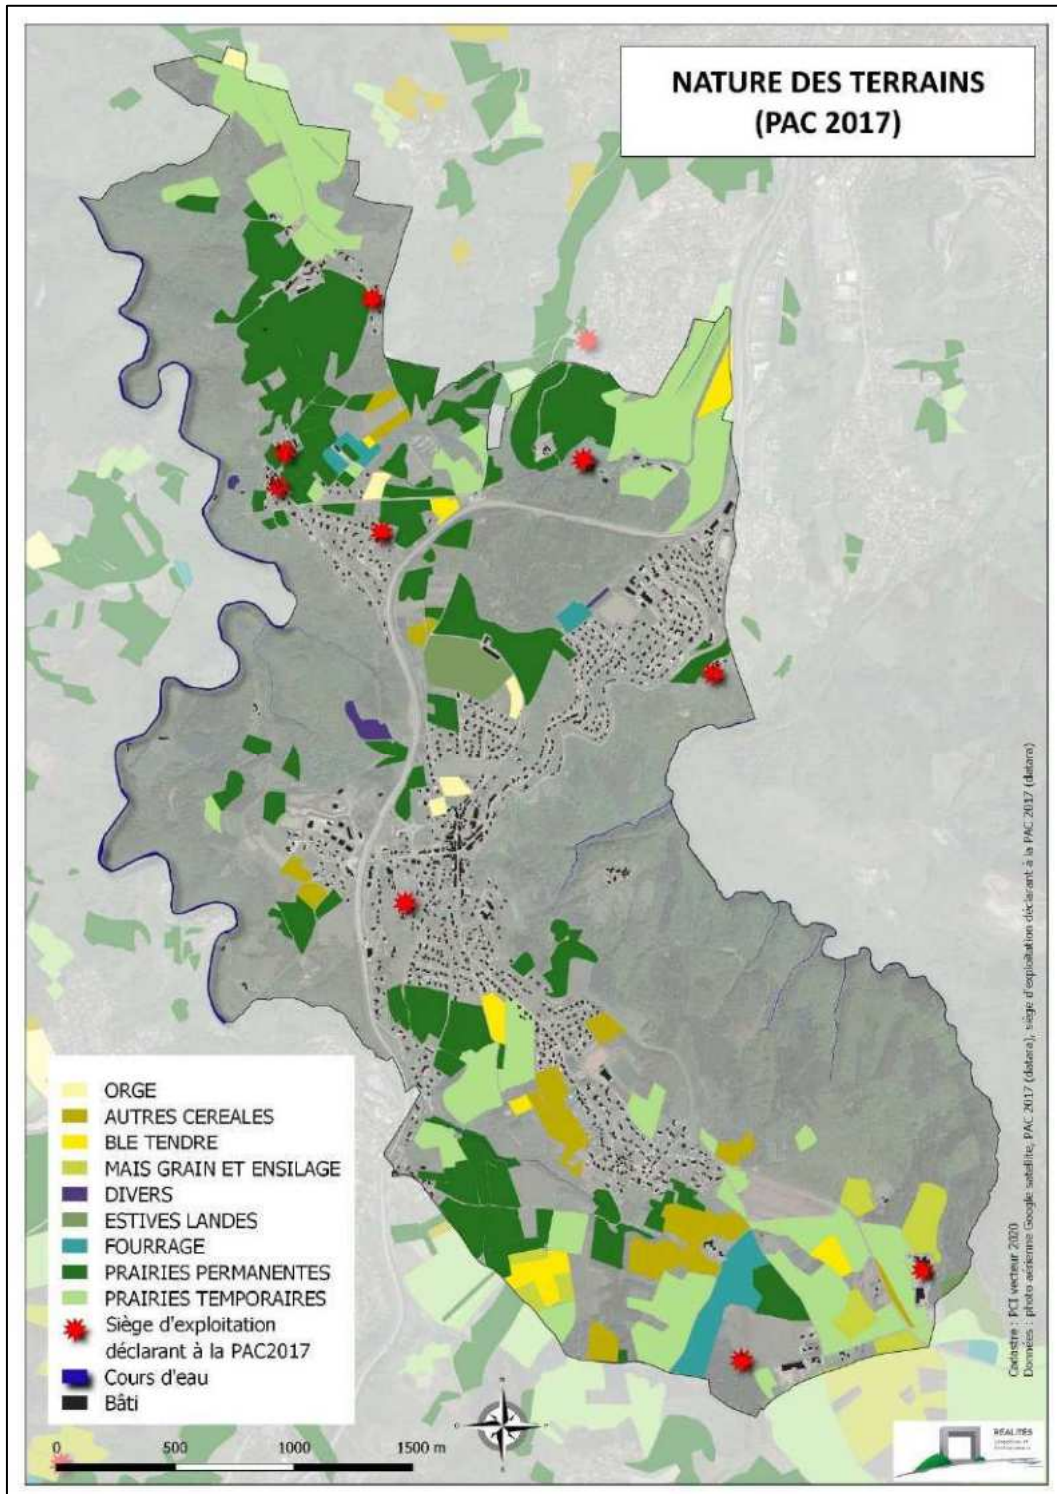 NATURE DES TERRAINS
(PAC 2017)
ORGE
AUTRES CEREALES
BLE TENDRE
MAIS GRAIN ET ENSILAGE
DIVERS
ESTIVES LANDES
FOURRAGE
PRAIRIES PERMANENTES
PRAIRIES TEMPORAIRES
Siège d'exploitation
déclarant à la PAC2017
Cours d'eau
Bâti
0 500 1000 1500 m
Cadastre : PCI vecteur 2020
Données : photo aérienne Google satellite, PAC 2017 (datara), siège d'exploitation déclarant à la PAC 2017 (datara)
REALITES